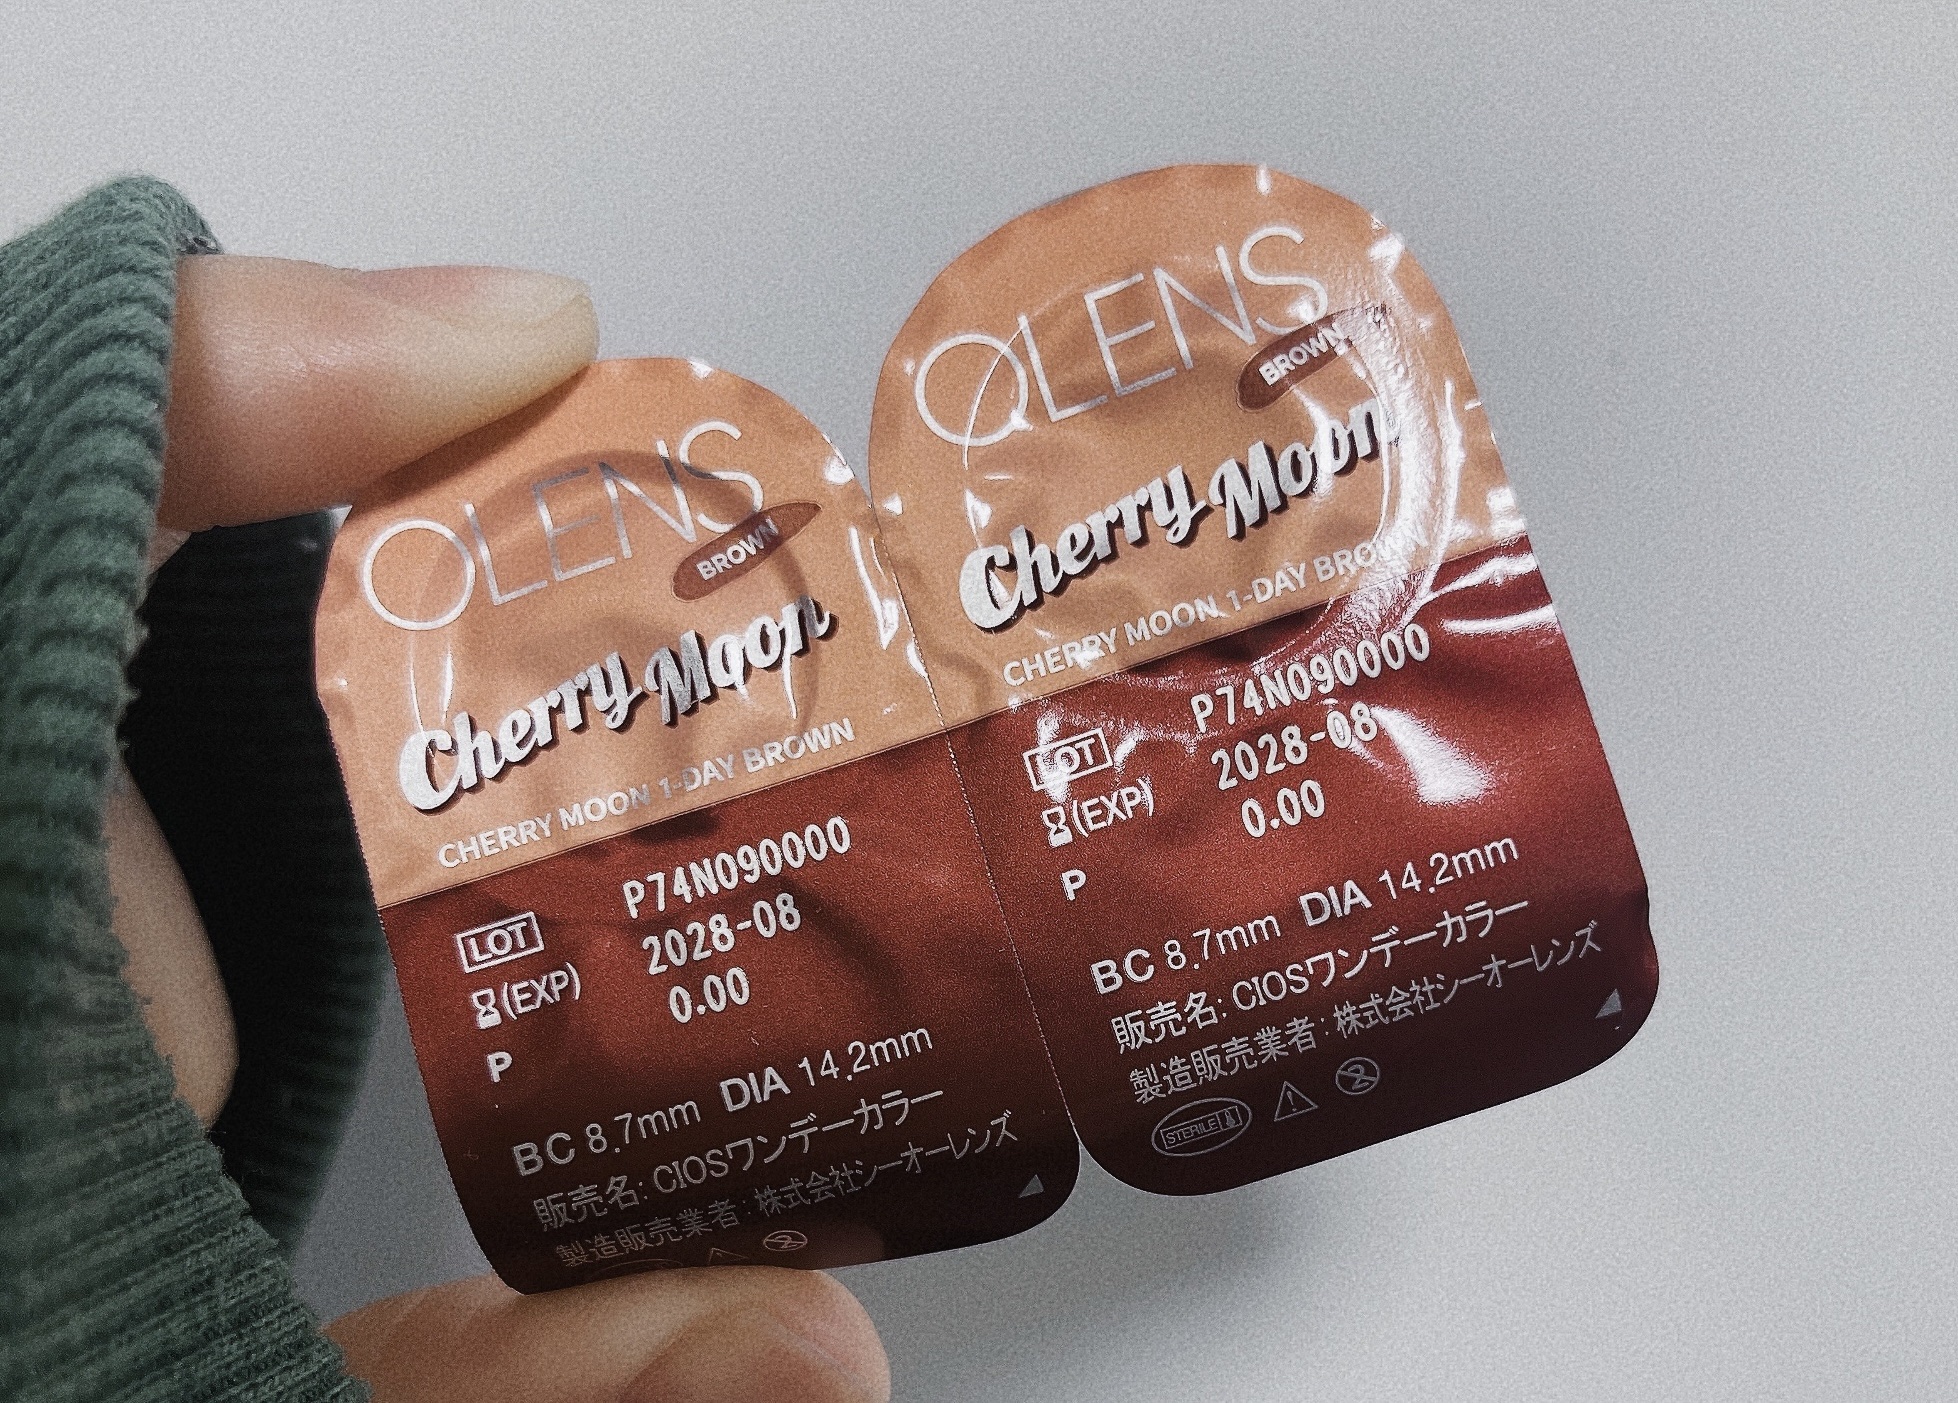 OLENS
BROWN
Cherry Moon
CHERRY MOON 1-DAY BROWN
LOT P74N090000
(EXP) 2028-08
P 0.00
BC 8.7mm DIA 14.2mm
販売名: CIOSワンデーカラー
製造販売業者: 株式会社シーオーレンズ
OLENS
BROWN
Cherry Moon
CHERRY MOON 1-DAY BROWN
LOT P74N090000
(EXP) 2028-08
P 0.00
BC 8.7mm DIA 14.2mm
販売名: CIOSワンデーカラー
製造販売業者: 株式会社シーオーレンズ
STERILE
2